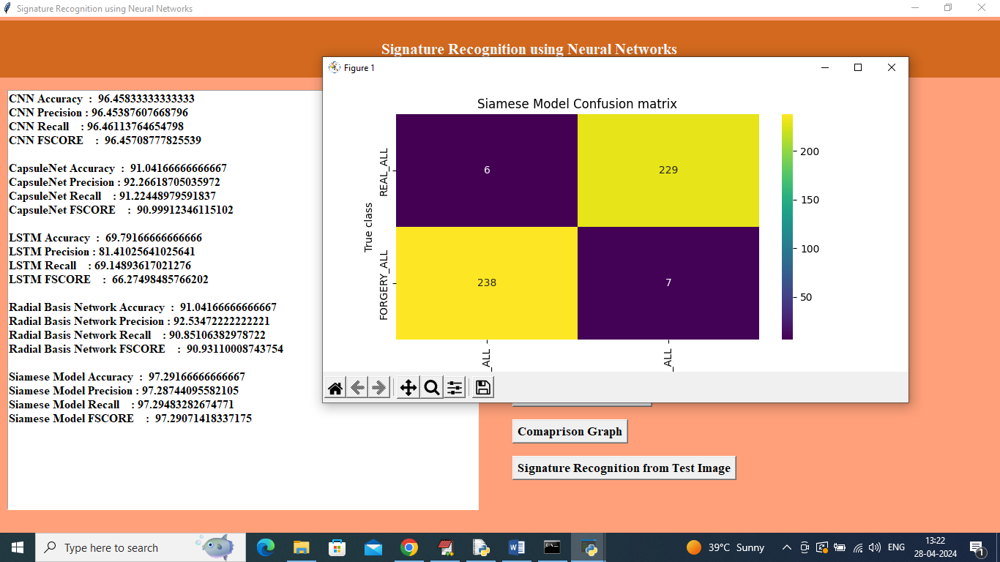 Signature Recognition using Neural Networks
Signature Recognition using Neural Networks
CNN Accuracy : 96.45833333333333
CNN Precision : 96.45387607668796
CNN Recall : 96.46113764654798
CNN FSCORE : 96.45708777825539
CapsuleNet Accuracy : 91.04166666666667
CapsuleNet Precision : 92.26618705035972
CapsuleNet Recall : 91.22448979591837
CapsuleNet FSCORE : 90.99912346115102
LSTM Accuracy : 69.79166666666666
LSTM Precision : 81.41025641025641
LSTM Recall : 69.14893617021276
LSTM FSCORE : 66.27498485766202
Radial Basis Network Accuracy : 91.04166666666667
Radial Basis Network Precision : 92.53472222222221
Radial Basis Network Recall : 90.85106382978722
Radial Basis Network FSCORE : 90.93110008743754
Siamese Model Accuracy : 97.29166666666667
Siamese Model Precision : 97.28744095582105
Siamese Model Recall : 97.29483282674771
Siamese Model FSCORE : 97.29071418337175
Figure 1
Siamese Model Confusion matrix
True class
REAL_ALL
FORGERY_ALL
6
229
238
7
_ALL
_ALL
200
150
100
50
Comaprison Graph
Signature Recognition from Test Image
Type here to search
39°C Sunny
ENG
13:22
28-04-2024
1